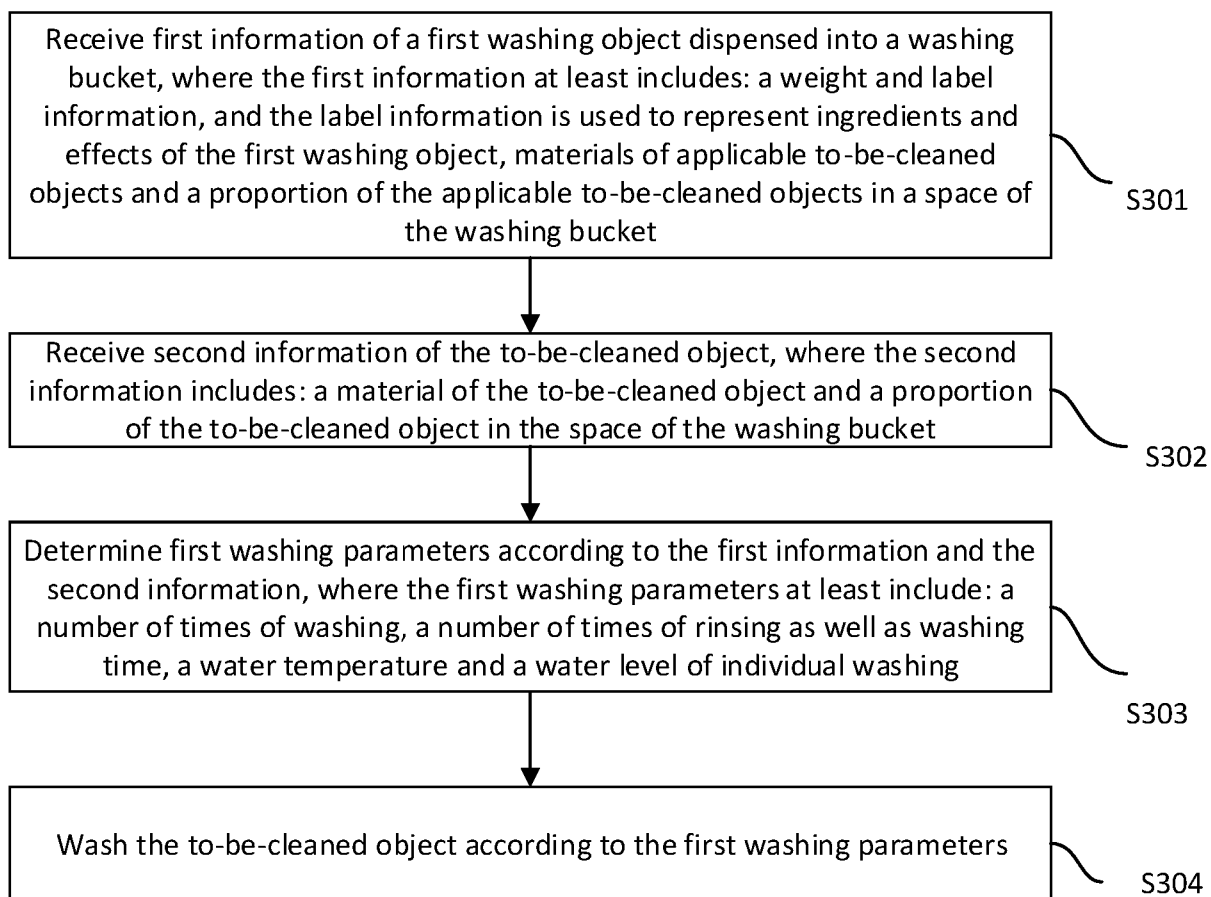 Receive first information of a first washing object dispensed into a washing
bucket, where the first information at least includes: a weight and label
information, and the label information is used to represent ingredients and
effects of the first washing object, materials of applicable to-be-cleaned
objects and a proportion of the applicable to-be-cleaned objects in a space of
the washing bucket
S301
Receive second information of the to-be-cleaned object, where the second
information includes: a material of the to-be-cleaned object and a proportion
of the to-be-cleaned object in the space of the washing bucket
S302
Determine first washing parameters according to the first information and the
second information, where the first washing parameters at least include: a
number of times of washing, a number of times of rinsing as well as washing
time, a water temperature and a water level of individual washing
S303
Wash the to-be-cleaned object according to the first washing parameters
S304